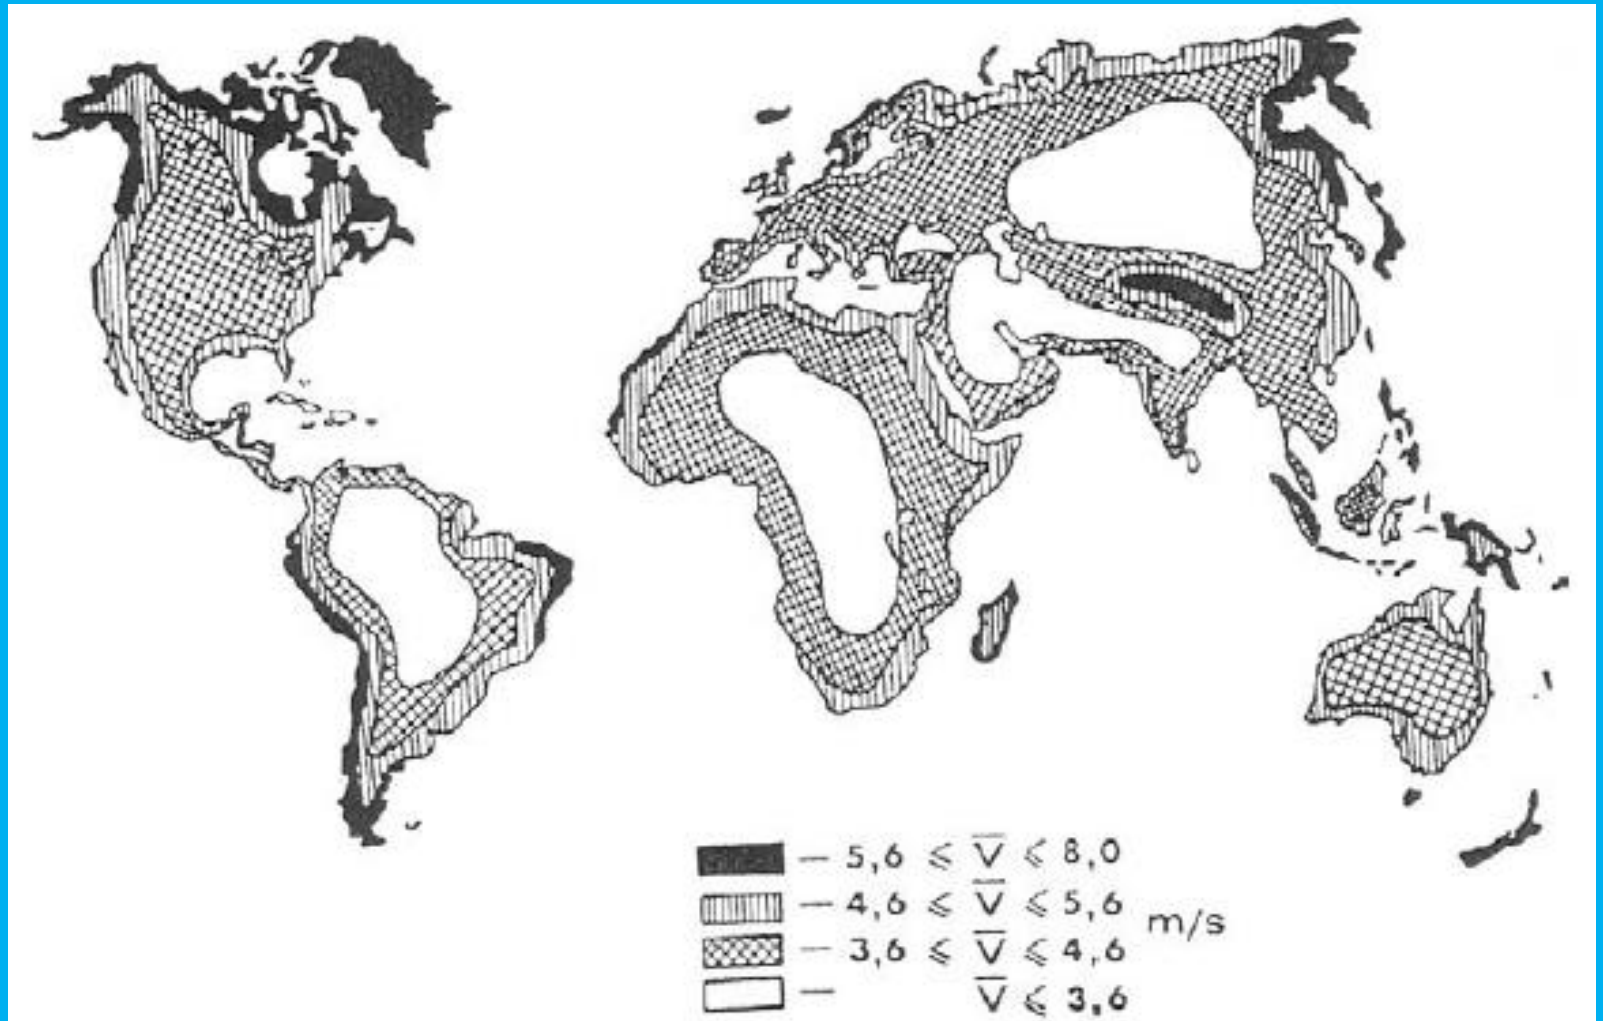 — 5,6 ⩽ V̅ ⩽ 8,0
— 4,6 ⩽ V̅ ⩽ 5,6
m/s
— 3,6 ⩽ V̅ ⩽ 4,6
— V̅ ⩽ 3,6